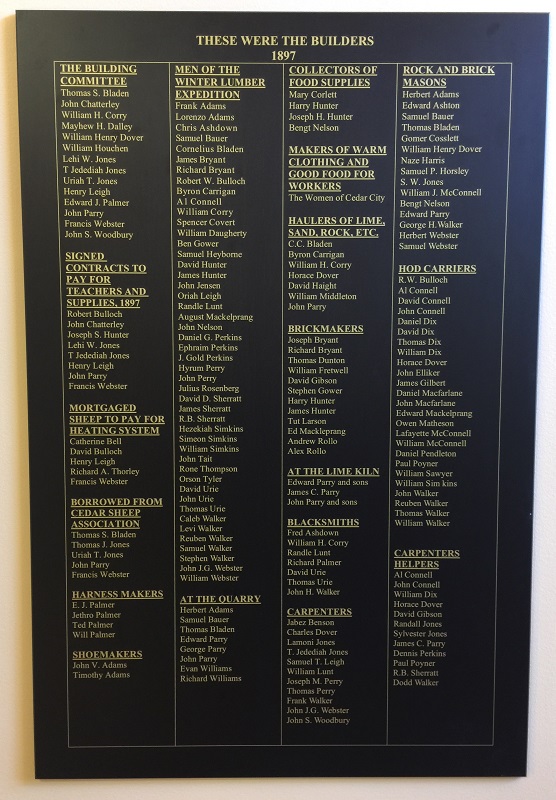 THESE WERE THE BUILDERS
1897
THE BUILDING
COMMITTEE
Thomas S. Bladen
John Chatterley
William H. Corry
Mayhew H. Dalley
William Henry Dover
William Houchen
Lehi W. Jones
T Jedediah Jones
Uriah T. Jones
Henry Leigh
Edward J. Palmer
John Parry
Francis Webster
John S. Woodbury
SIGNED
CONTRACTS TO
PAY FOR
TEACHERS AND
SUPPLIES, 1897
Robert Bulloch
John Chatterley
Joseph S. Hunter
Lehi W. Jones
T Jedediah Jones
Henry Leigh
John Parry
Francis Webster
MORTGAGED
SHEEP TO PAY FOR
HEATING SYSTEM
Catherine Bell
David Bulloch
Henry Leigh
Richard A. Thorley
Francis Webster
BORROWED FROM
CEDAR SHEEP
ASSOCIATION
Thomas S. Bladen
Thomas J. Jones
Uriah T. Jones
John Parry
Francis Webster
HARNESS MAKERS
E. J. Palmer
Jethro Palmer
Ted Palmer
Will Palmer
SHOEMAKERS
John V. Adams
Timothy Adams
MEN OF THE
WINTER LUMBER
EXPEDITION
Frank Adams
Lorenzo Adams
Chris Ashdown
Samuel Bauer
Cornelius Bladen
James Bryant
Richard Bryant
Robert W. Bulloch
Byron Carrigan
Al Connell
William Corry
Spencer Covert
William Daugherty
Ben Gower
Samuel Heyborne
David Hunter
James Hunter
John Jensen
Oriah Leigh
Randle Lunt
August Mackelprang
John Nelson
Daniel G. Perkins
Ephraim Perkins
J. Gold Perkins
Hyrum Perry
John Perry
Julius Rosenberg
David D. Sherratt
James Sherratt
R.B. Sherratt
Hezekiah Simkins
Simeon Simkins
William Simkins
John Tait
Rone Thompson
Orson Tyler
David Urie
John Urie
Thomas Urie
Caleb Walker
Levi Walker
Reuben Walker
Samuel Walker
Stephen Walker
John J.G. Webster
William Webster
AT THE QUARRY
Herbert Adams
Samuel Bauer
Thomas Bladen
Edward Parry
George Parry
John Parry
Evan Williams
Richard Williams
COLLECTORS OF
FOOD SUPPLIES
Mary Corlett
Harry Hunter
Joseph H. Hunter
Bengt Nelson
MAKERS OF WARM
CLOTHING AND
GOOD FOOD FOR
WORKERS
The Women of Cedar City
HAULERS OF LIME,
SAND, ROCK, ETC.
C.C. Bladen
Byron Carrigan
William H. Corry
Horace Dover
David Haight
William Middleton
John Parry
BRICKMAKERS
Joseph Bryant
Richard Bryant
Thomas Dunton
William Fretwell
David Gibson
Stephen Gower
Harry Hunter
James Hunter
Tut Larson
Ed Mackleprang
Andrew Rollo
Alex Rollo
AT THE LIME KILN
Edward Parry and sons
James C. Parry
John Parry and sons
BLACKSMITHS
Fred Ashdown
William H. Corry
Randle Lunt
Richard Palmer
David Urie
Thomas Urie
John H. Walker
CARPENTERS
Jabez Benson
Charles Dover
Lamoni Jones
T. Jedediah Jones
Samuel T. Leigh
William Lunt
Joseph M. Perry
Thomas Perry
Frank Walker
John J.G. Webster
John S. Woodbury
ROCK AND BRICK
MASONS
Herbert Adams
Edward Ashton
Samuel Bauer
Thomas Bladen
Gomer Cosslett
William Henry Dover
Naze Harris
Samuel P. Horsley
S. W. Jones
William J. McConnell
Bengt Nelson
Edward Parry
George H.Walker
Herbert Webster
Samuel Webster
HOD CARRIERS
R.W. Bulloch
Al Connell
David Connell
John Connell
Daniel Dix
David Dix
Thomas Dix
William Dix
Horace Dover
John Elliker
James Gilbert
Daniel Macfarlane
John Macfarlane
Edward Mackelprang
Owen Matheson
Lafayette McConnell
William McConnell
Daniel Pendleton
Paul Poyner
William Sawyer
William Sim kins
John Walker
Reuben Walker
Thomas Walker
William Walker
CARPENTERS
HELPERS
Al Connell
John Connell
William Dix
Horace Dover
David Gibson
Randall Jones
Sylvester Jones
James C. Parry
Dennis Perkins
Paul Poyner
R.B. Sherratt
Dodd Walker